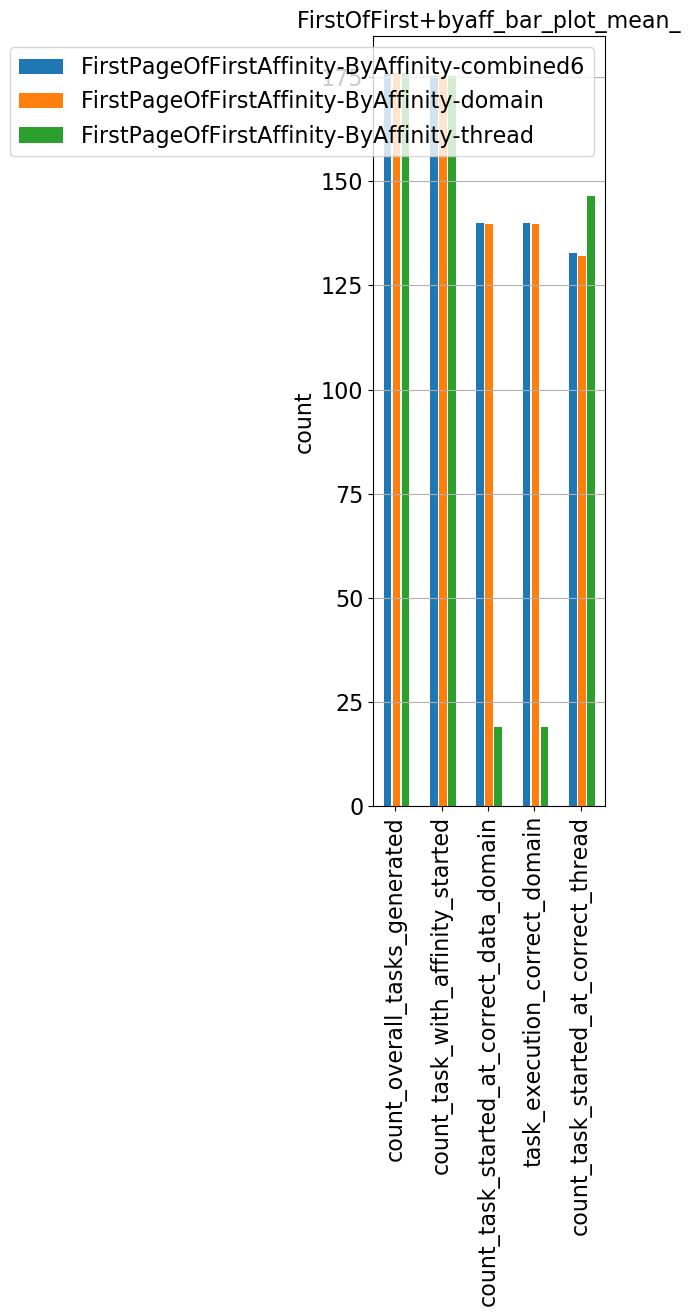 FirstOfFirst+byaff_bar_plot_mean_
FirstPageOfFirstAffinity-ByAffinity-combined6
FirstPageOfFirstAffinity-ByAffinity-domain
FirstPageOfFirstAffinity-ByAffinity-thread
175
150
125
100
75
50
25
0
count
count_overall_tasks_generated
count_task_with_affinity_started
count_task_started_at_correct_data_domain
task_execution_correct_domain
count_task_started_at_correct_thread